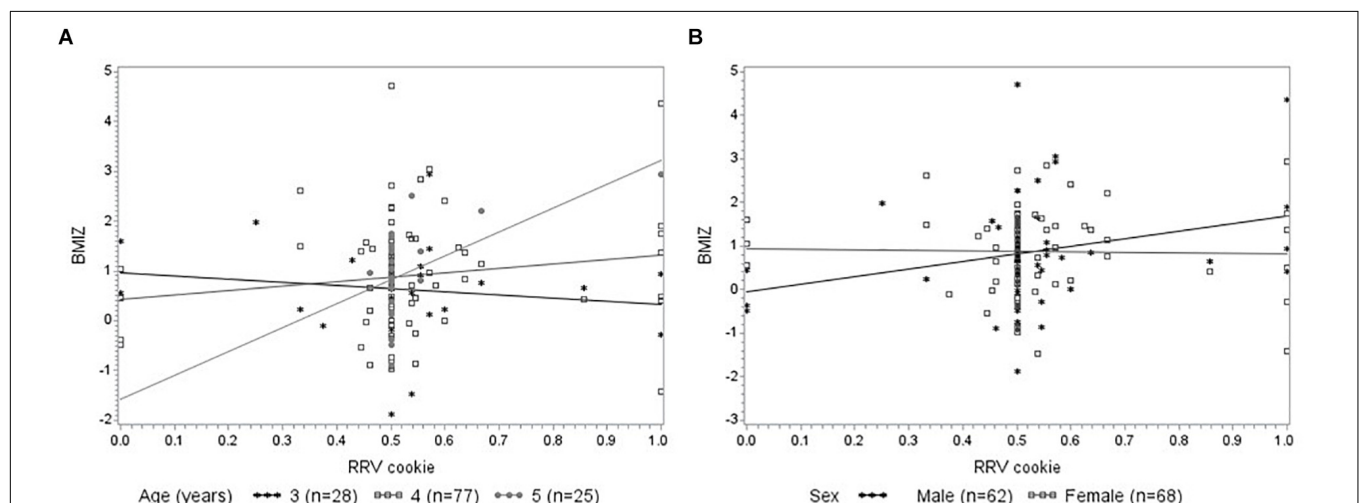 A
BMIZ
5
4
3
2
1
0
-1
-2
0.0 0.1 0.2 0.3 0.4 0.5 0.6 0.7 0.8 0.9 1.0
RRV cookie
Age (years) 3 (n=28) 4 (n=77) 5 (n=25)
B
BMIZ
5
4
3
2
1
0
-1
-2
-3
0.0 0.1 0.2 0.3 0.4 0.5 0.6 0.7 0.8 0.9 1.0
RRV cookie
Sex Male (n=62) Female (n=68)